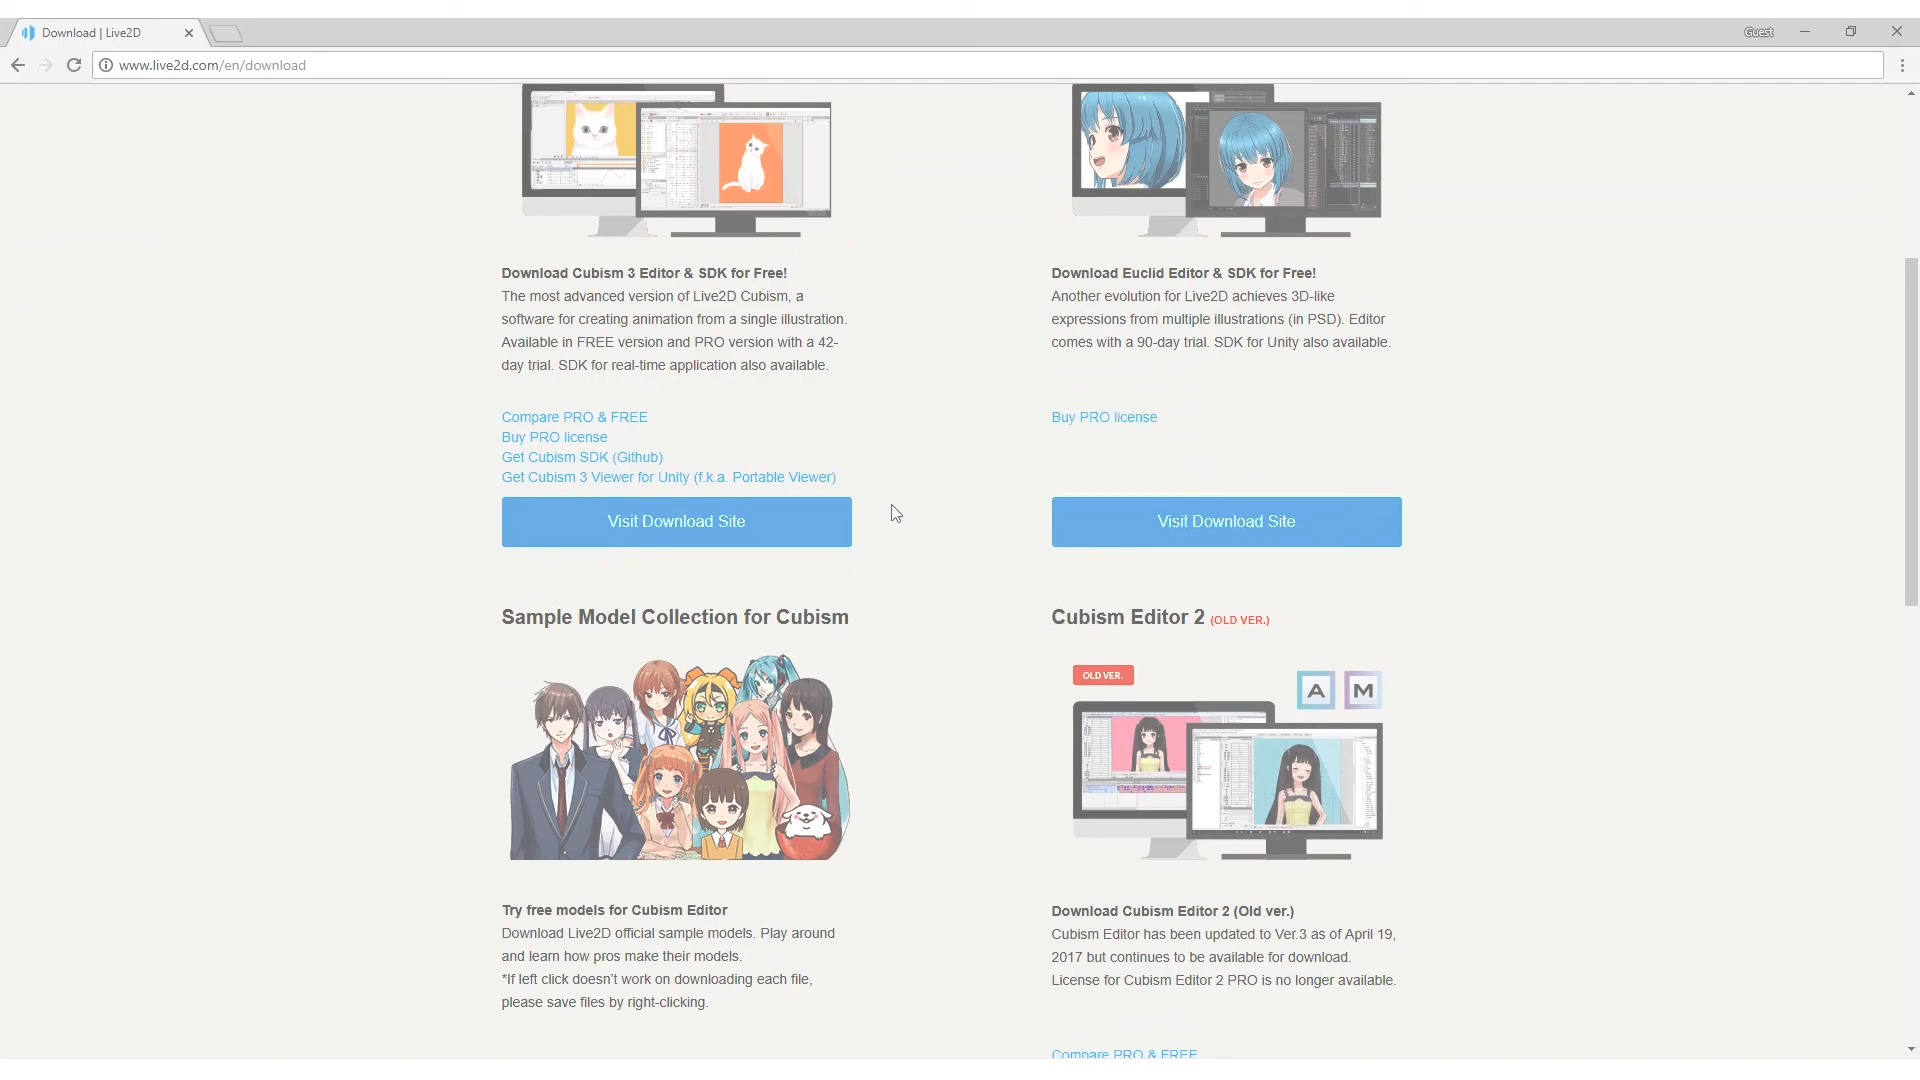 Download | Live2D
Guest
www.live2d.com/en/download
Download Cubism 3 Editor & SDK for Free!
The most advanced version of Live2D Cubism, a
software for creating animation from a single illustration.
Available in FREE version and PRO version with a 42-
day trial. SDK for real-time application also available.
Compare PRO & FREE
Buy PRO license
Get Cubism SDK (Github)
Get Cubism 3 Viewer for Unity (f.k.a. Portable Viewer)
Visit Download Site
Download Euclid Editor & SDK for Free!
Another evolution for Live2D achieves 3D-like
expressions from multiple illustrations (in PSD). Editor
comes with a 90-day trial. SDK for Unity also available.
Buy PRO license
Visit Download Site
Sample Model Collection for Cubism
Try free models for Cubism Editor
Download Live2D official sample models. Play around
and learn how pros make their models.
*If left click doesn't work on downloading each file,
please save files by right-clicking.
Cubism Editor 2 (OLD VER.)
OLD VER.
A M
Download Cubism Editor 2 (Old ver.)
Cubism Editor has been updated to Ver.3 as of April 19,
2017 but continues to be available for download.
License for Cubism Editor 2 PRO is no longer available.
Compare PRO & FREE